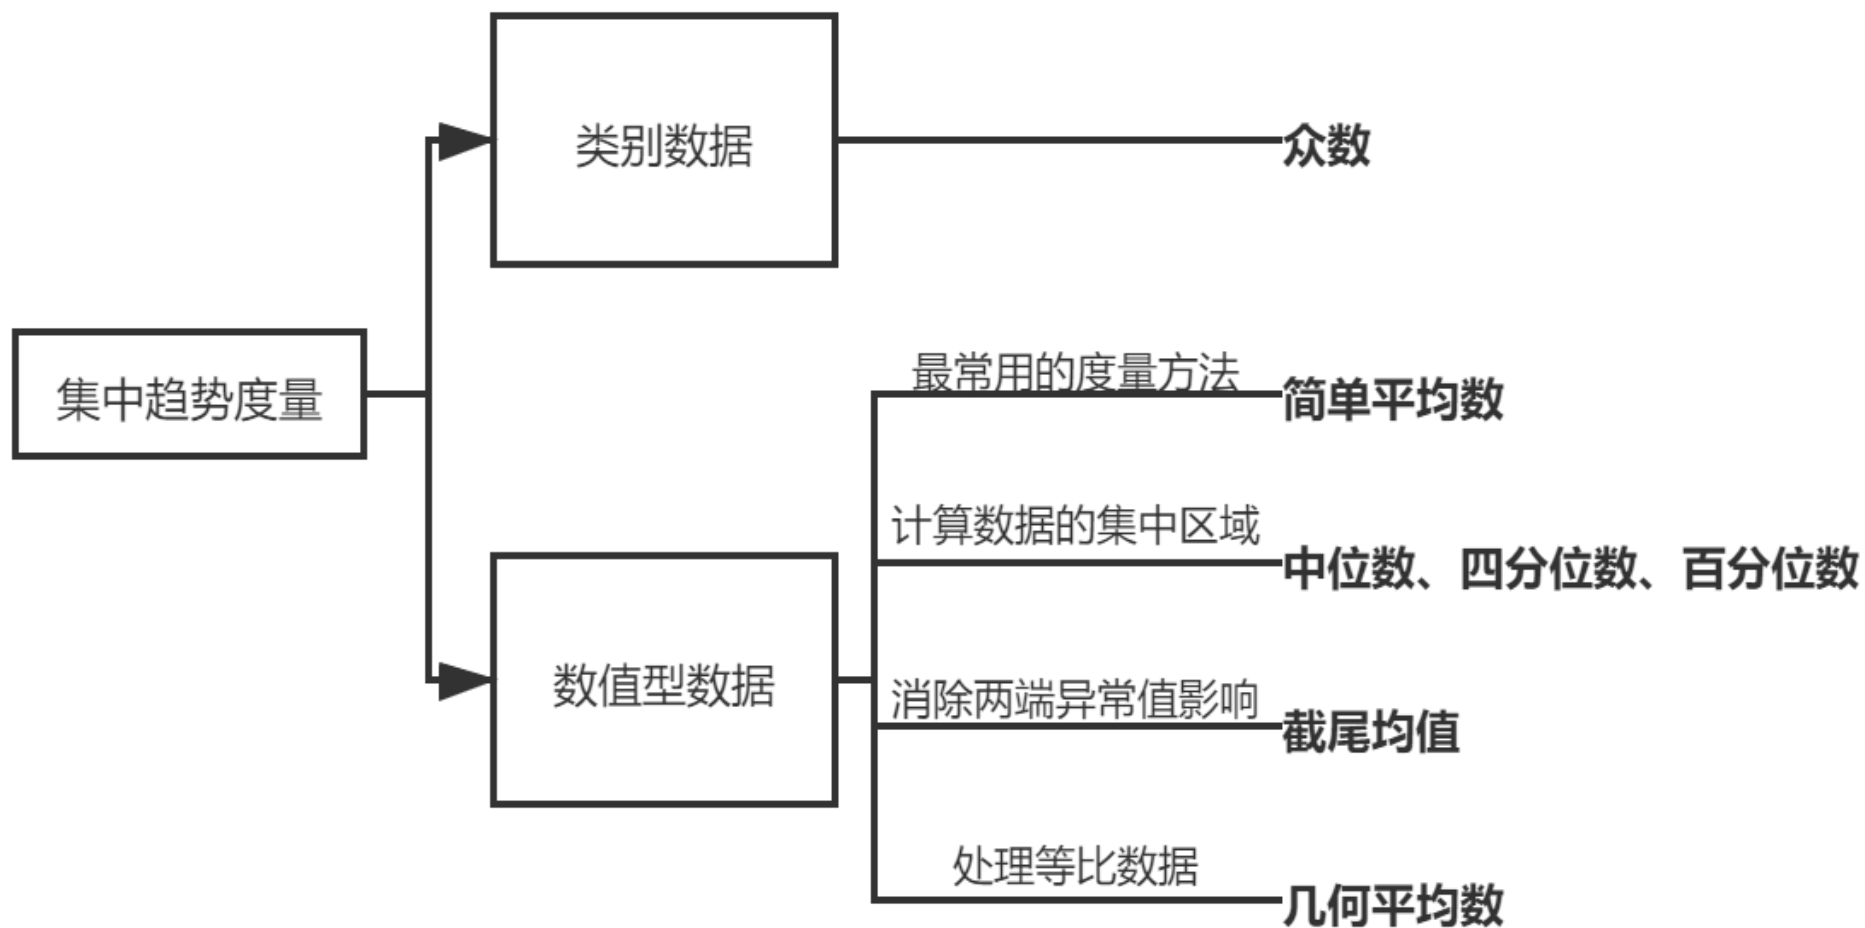 类别数据
众数
集中趋势度量
最常用的度量方法
简单平均数
计算数据的集中区域
中位数、四分位数、百分位数
数值型数据
消除两端异常值影响
截尾均值
处理等比数据
几何平均数